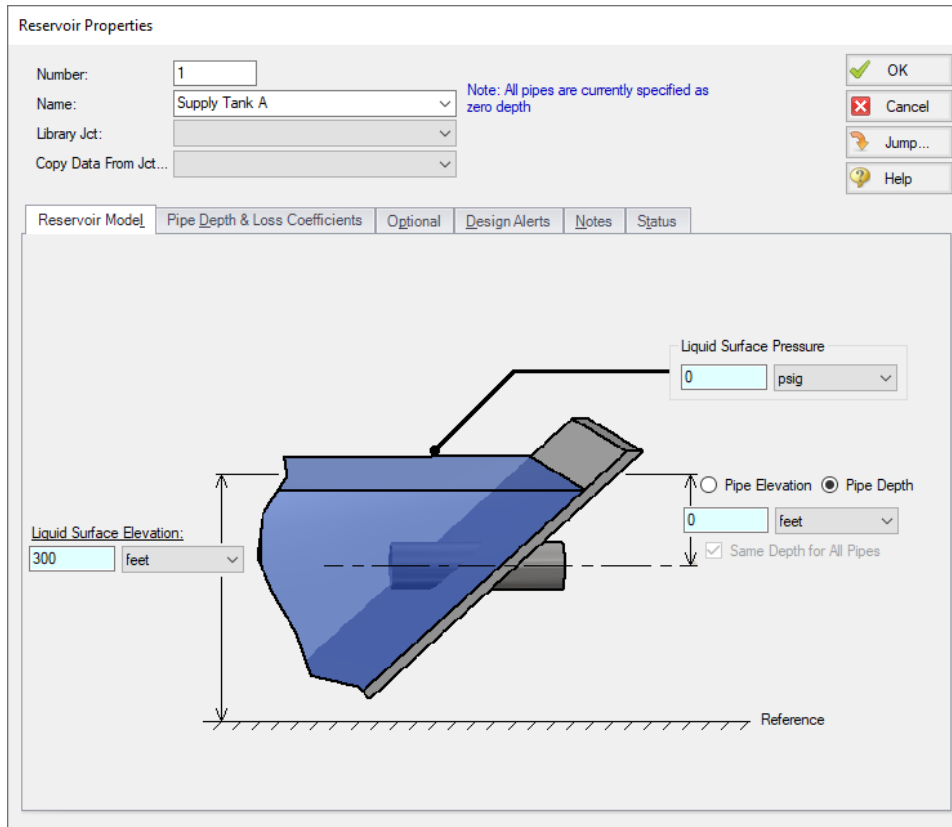 Reservoir Properties
Number:
1
Name:
Supply Tank A
Library Jct:
Copy Data From Jct...
Note: All pipes are currently specified as
zero depth
OK
Cancel
Jump...
Help
Reservoir Model
Pipe Depth & Loss Coefficients
Optional
Design Alerts
Notes
Status
Liquid Surface Pressure
0
psig
Pipe Elevation
Pipe Depth
0
feet
Same Depth for All Pipes
Liquid Surface Elevation:
300
feet
Reference